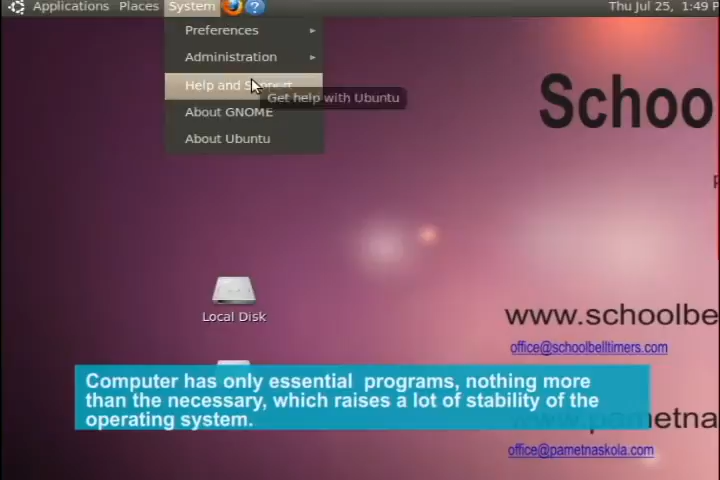 Applications Places System ? Thu Jul 25, 1:49 P
Preferences
Administration
Help and Support
Get help with Ubuntu
About GNOME
About Ubuntu
Schoo
Local Disk
www.schoolbe
office@schoolbelltimers.com
Computer has only essential programs, nothing more
than the necessary, which raises a lot of stability of the
operating system.
www.pametna
office@pametnaskola.com